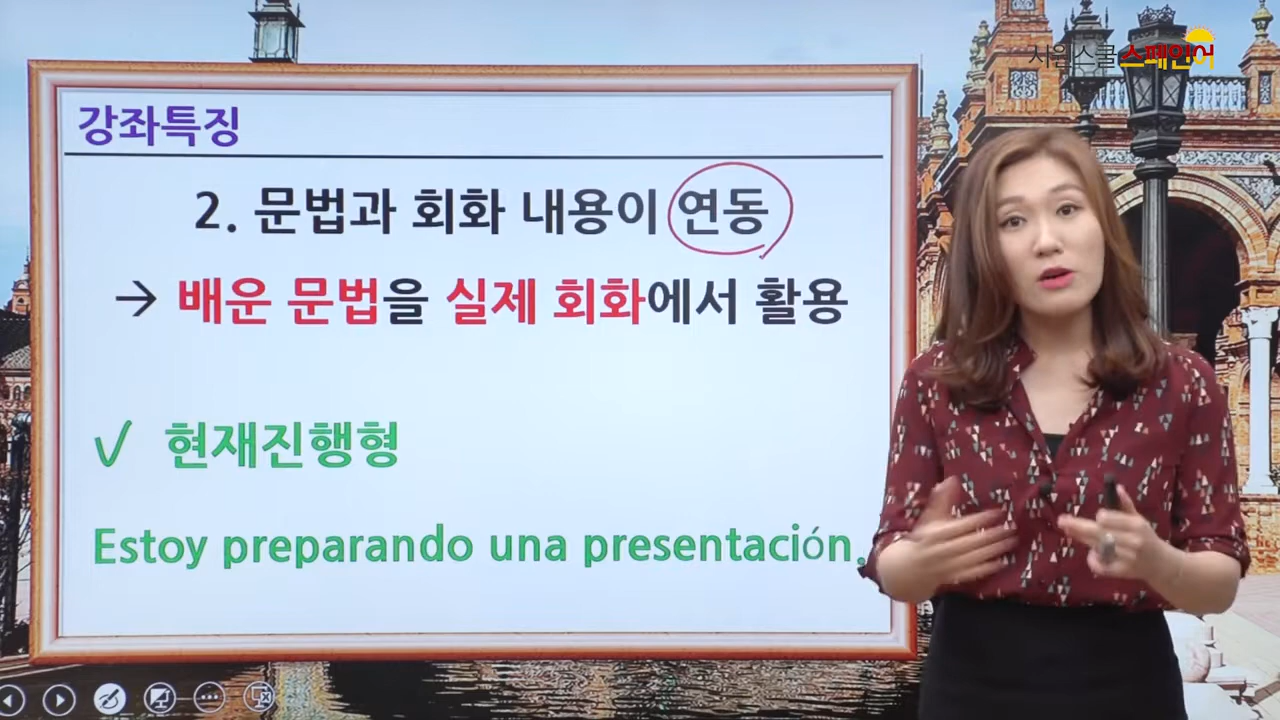 시원스쿨 스페인어
강좌특징
2. 문법과 회화 내용이 연동
→ 배운 문법을 실제 회화에서 활용
✓ 현재진행형
Estoy preparando una presentación.